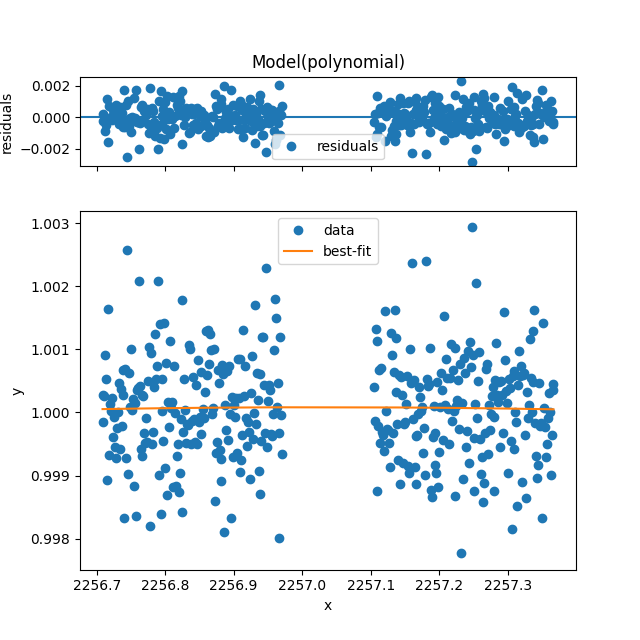 Model(polynomial)
residuals
0.002
0.000
−0.002
residuals
data
best-fit
y
1.003
1.002
1.001
1.000
0.999
0.998
2256.7 2256.8 2256.9 2257.0 2257.1 2257.2 2257.3
x